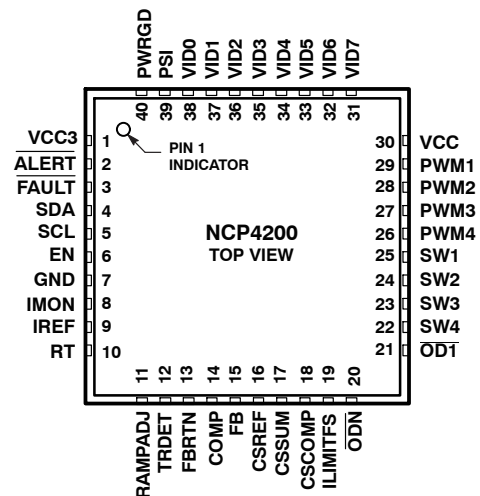 PWRGD
PSI
VID0
VID1
VID2
VID3
VID4
VID5
VID6
VID7
40
39
38
37
36
35
34
33
32
31
VCC3 1
ALERT 2
FAULT 3
SDA 4
SCL 5
EN 6
GND 7
IMON 8
IREF 9
RT 10
PIN 1
INDICATOR
NCP4200
TOP VIEW
30 VCC
29 PWM1
28 PWM2
27 PWM3
26 PWM4
25 SW1
24 SW2
23 SW3
22 SW4
21 OD1
11
12
13
14
15
16
17
18
19
20
RAMPADJ
TRDET
FBRTN
COMP
FB
CSREF
CSSUM
CSCOMP
ILIMITFS
ODN